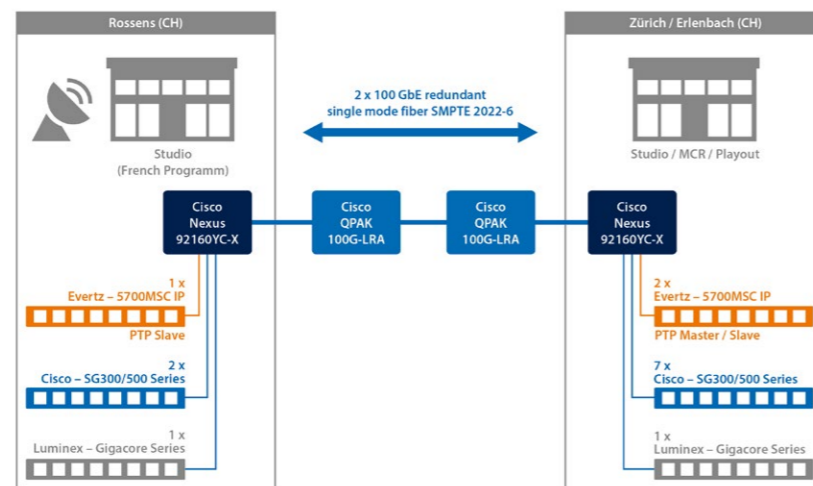 Rossens (CH)
Studio
(French Programm)
2 x 100 GbE redundant
single mode fiber SMPTE 2022-6
Zürich / Erlenbach (CH)
Studio / MCR / Playout
Cisco
Nexus
92160YC-X
Cisco
QPAK
100G-LRA
Cisco
QPAK
100G-LRA
Cisco
Nexus
92160YC-X
1 x
Evertz – 5700MSC IP
PTP Slave
2 x
Cisco – SG300/500 Series
1 x
Luminex – Gigacore Series
2 x
Evertz – 5700MSC IP
PTP Master / Slave
7 x
Cisco – SG300/500 Series
1 x
Luminex – Gigacore Series